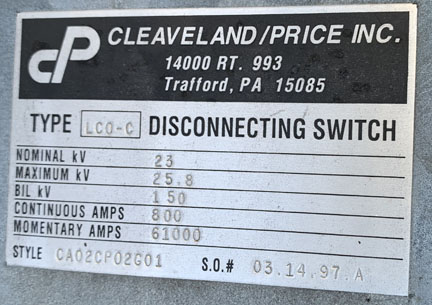 cP CLEAVELAND/PRICE INC.
14000 RT. 993
Trafford, PA 15085
TYPE LCO-C DISCONNECTING SWITCH
NOMINAL kV 23
MAXIMUM kV 25.8
BIL kV 150
CONTINUOUS AMPS 800
MOMENTARY AMPS 61000
STYLE CA02CP02G01 S.O.# 03.14.97.A